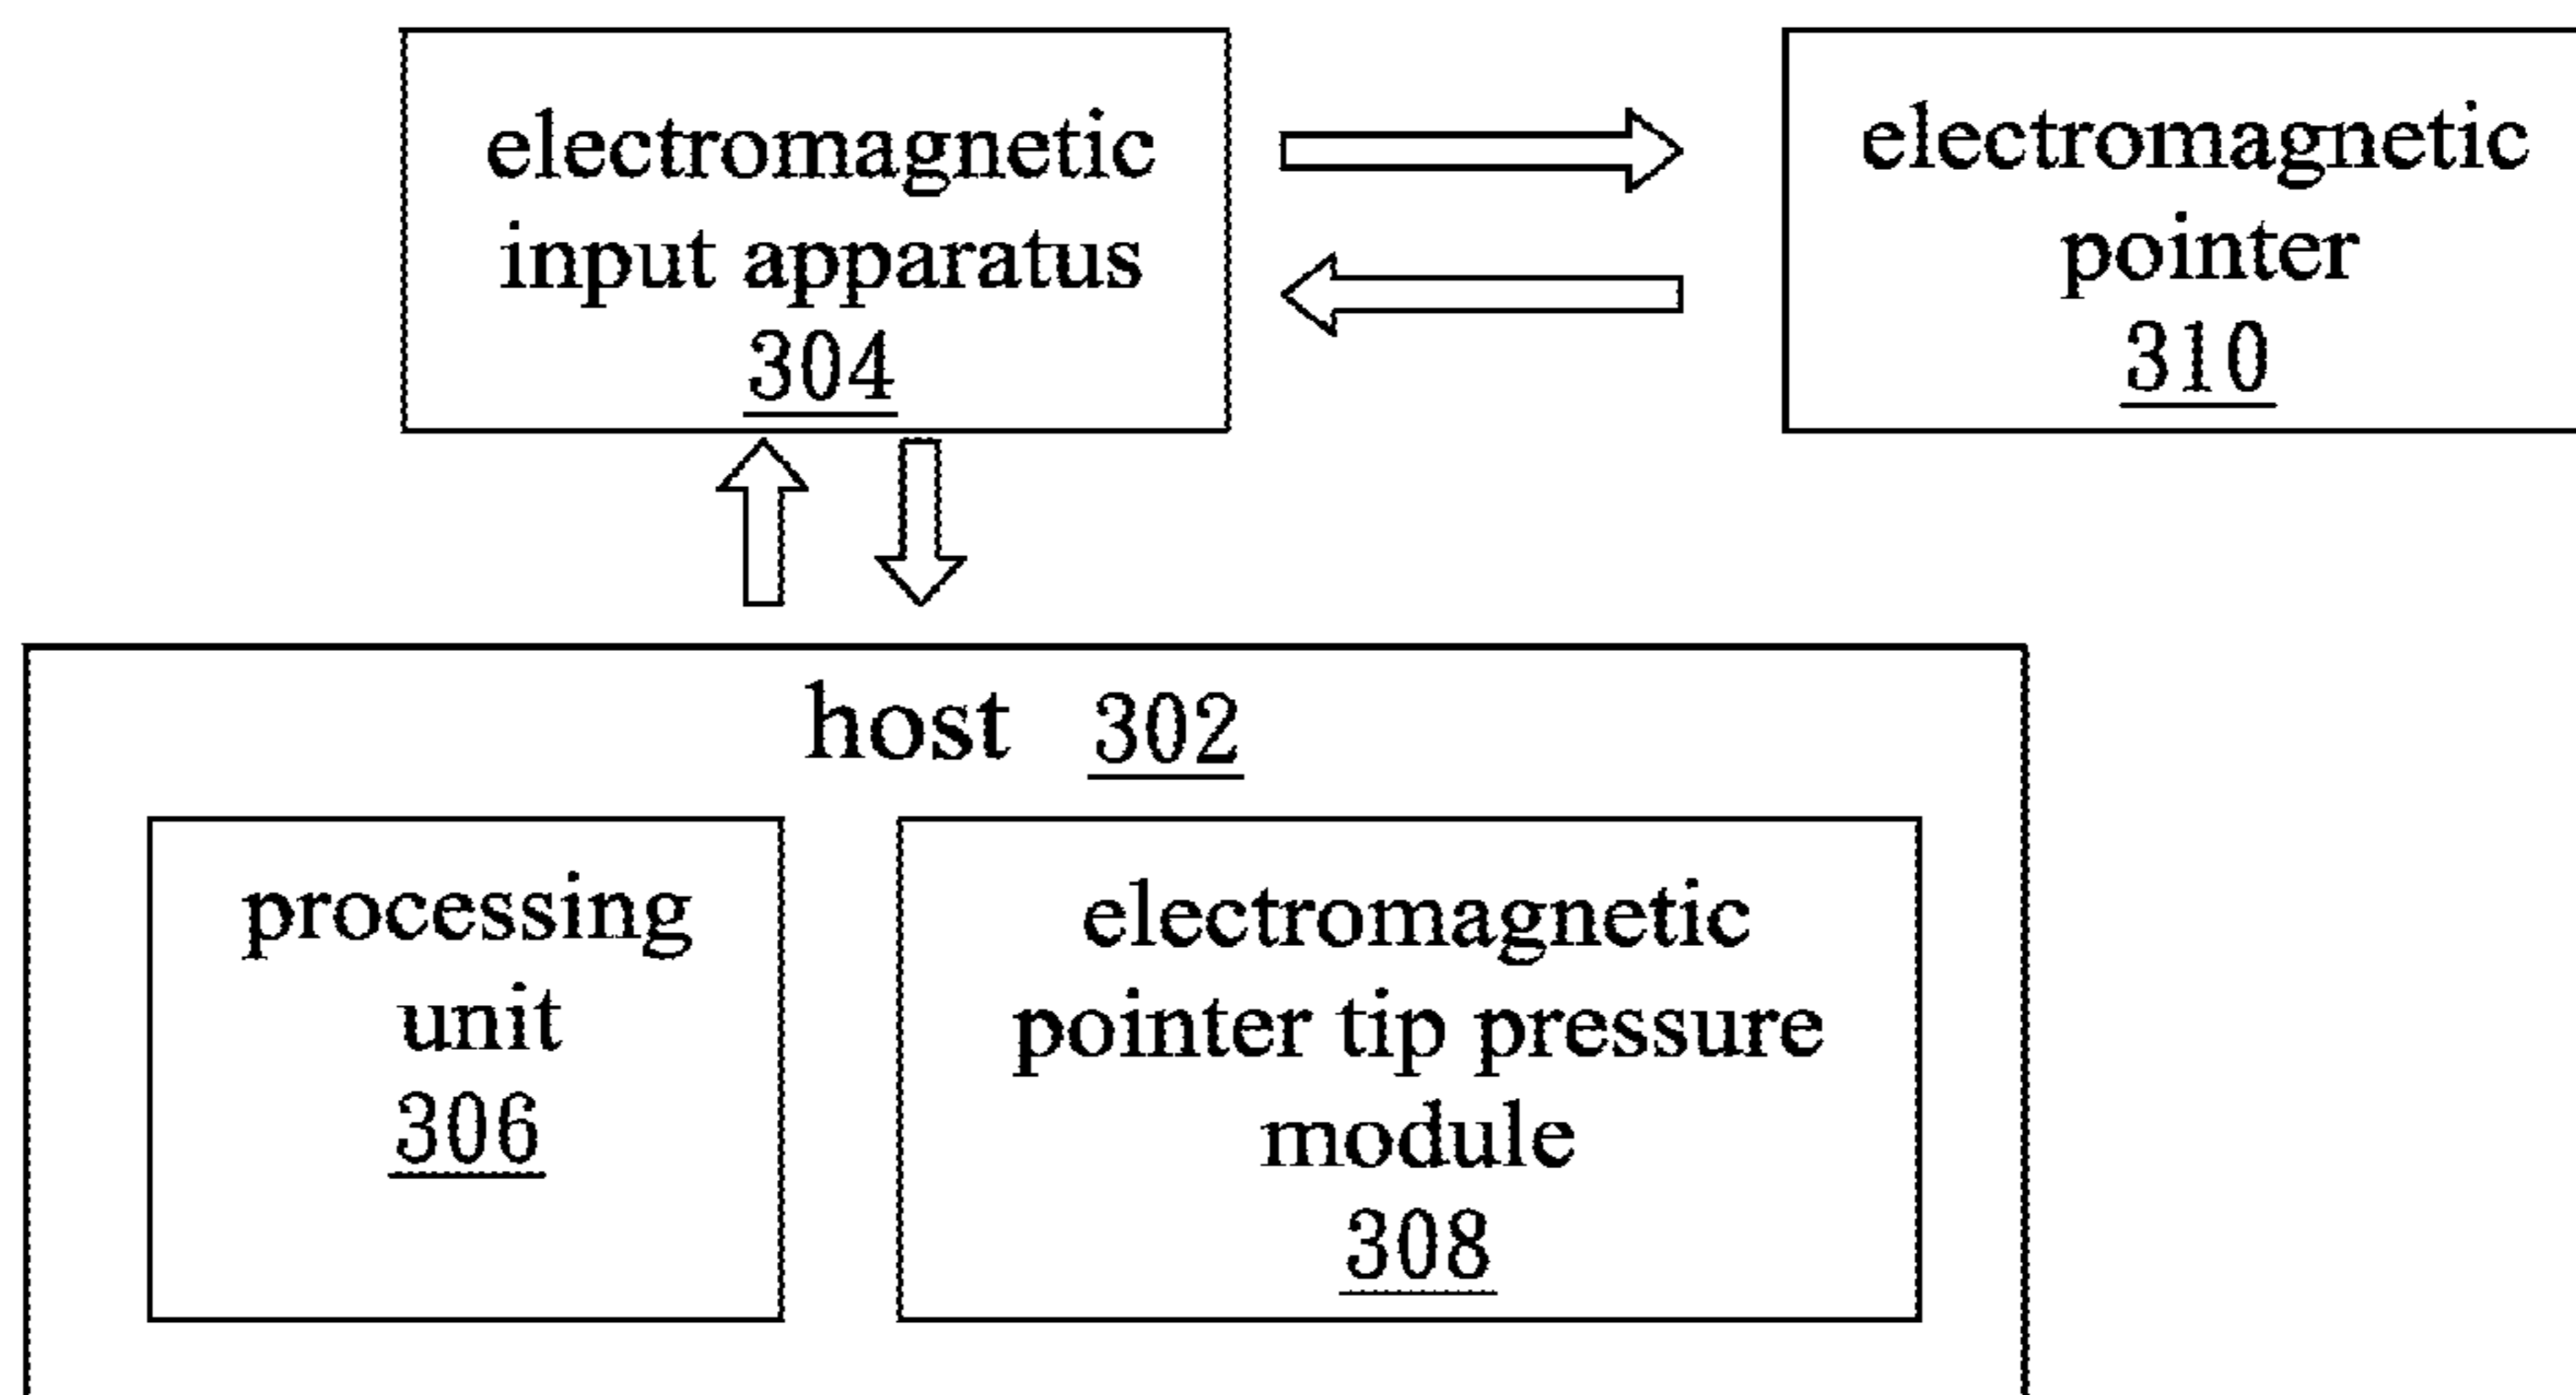 electromagnetic
input apparatus
304
electromagnetic
pointer
310
host 302
processing
unit
306
electromagnetic
pointer tip pressure
module
308